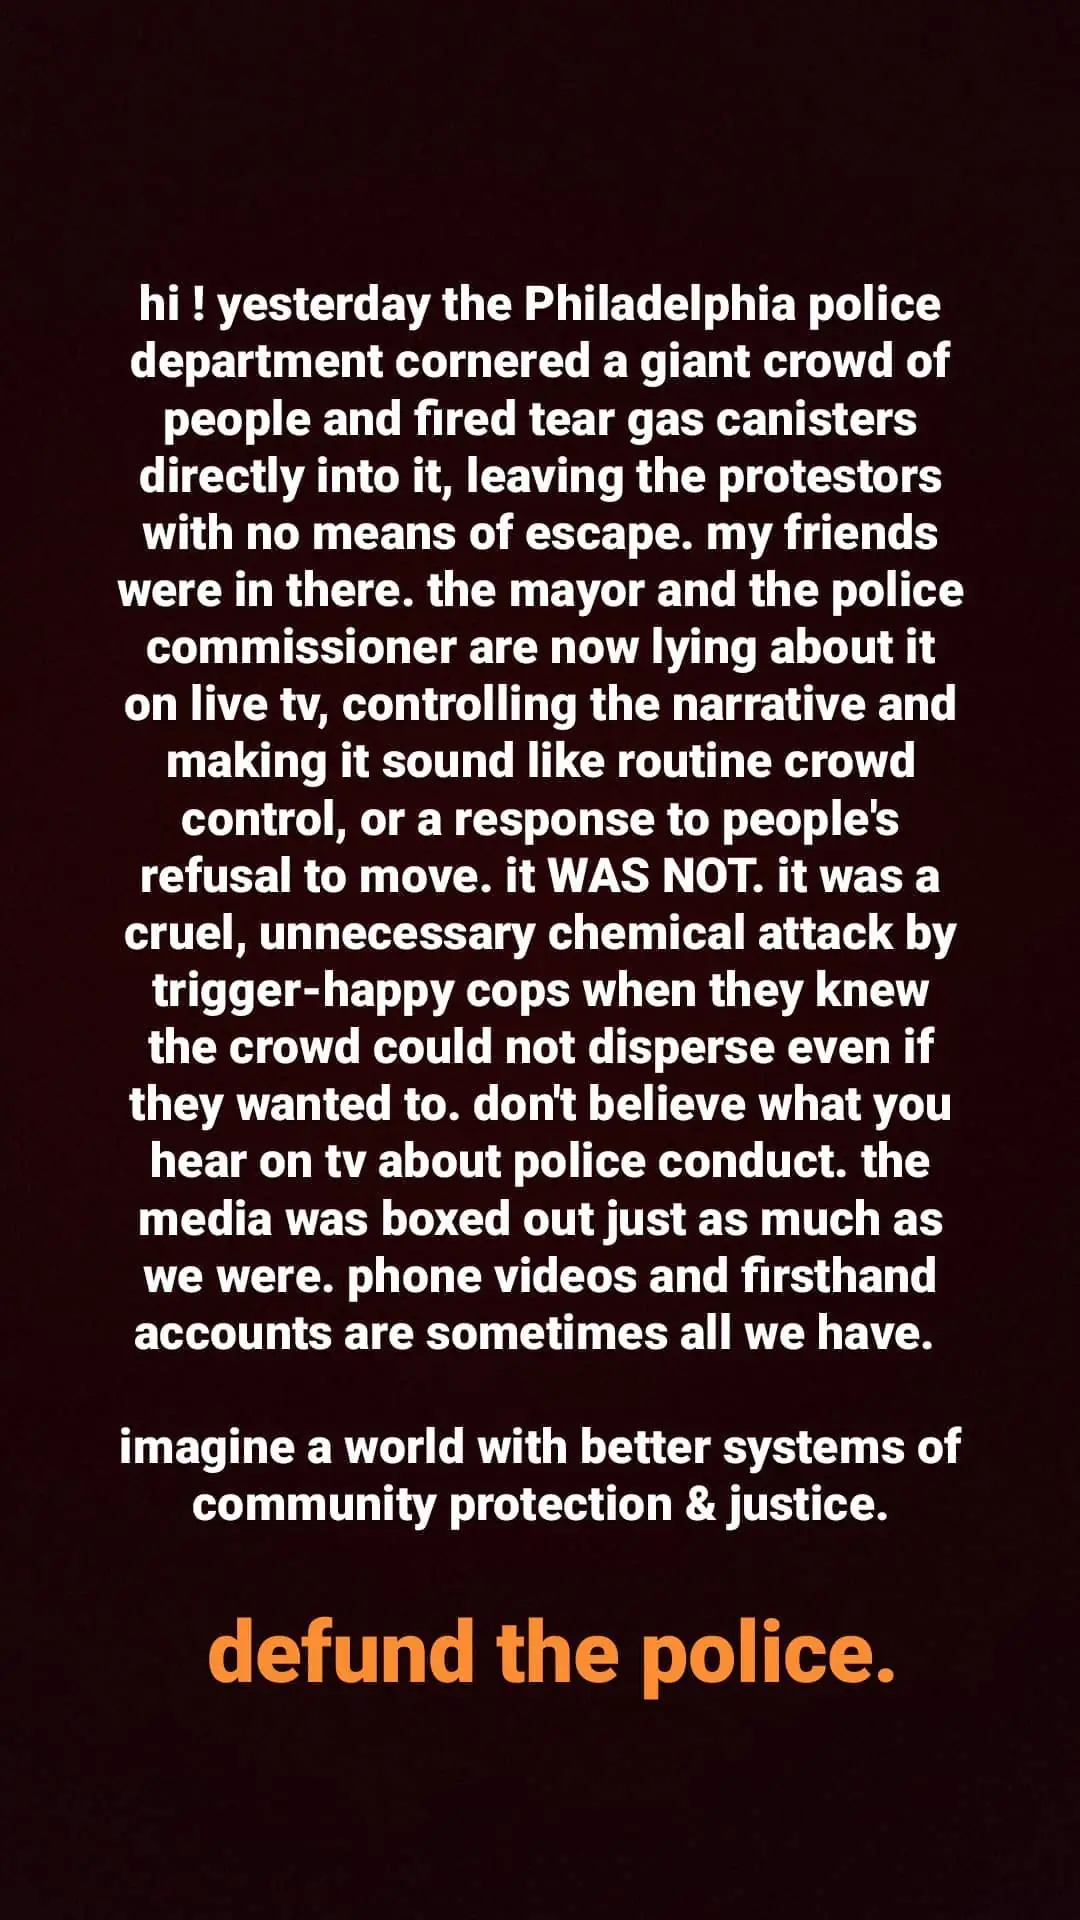 hi ! yesterday the Philadelphia police
department cornered a giant crowd of
people and fired tear gas canisters
directly into it, leaving the protestors
with no means of escape. my friends
were in there. the mayor and the police
commissioner are now lying about it
on live tv, controlling the narrative and
making it sound like routine crowd
control, or a response to people's
refusal to move. it WAS NOT. it was a
cruel, unnecessary chemical attack by
trigger-happy cops when they knew
the crowd could not disperse even if
they wanted to. don't believe what you
hear on tv about police conduct. the
media was boxed out just as much as
we were. phone videos and firsthand
accounts are sometimes all we have.
imagine a world with better systems of
community protection & justice.
defund the police.